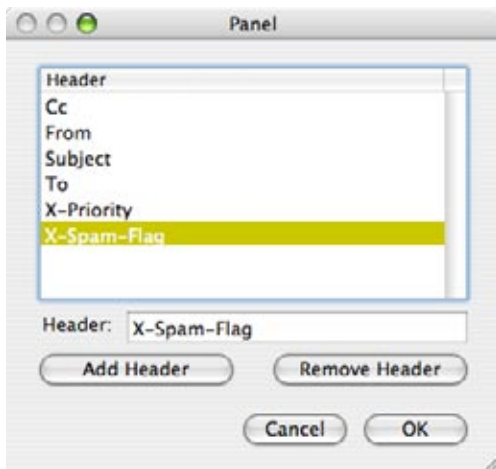 Panel
Header
Cc
From
Subject
To
X-Priority
X-Spam-Flag
Header: X-Spam-Flag
Add Header Remove Header
Cancel OK